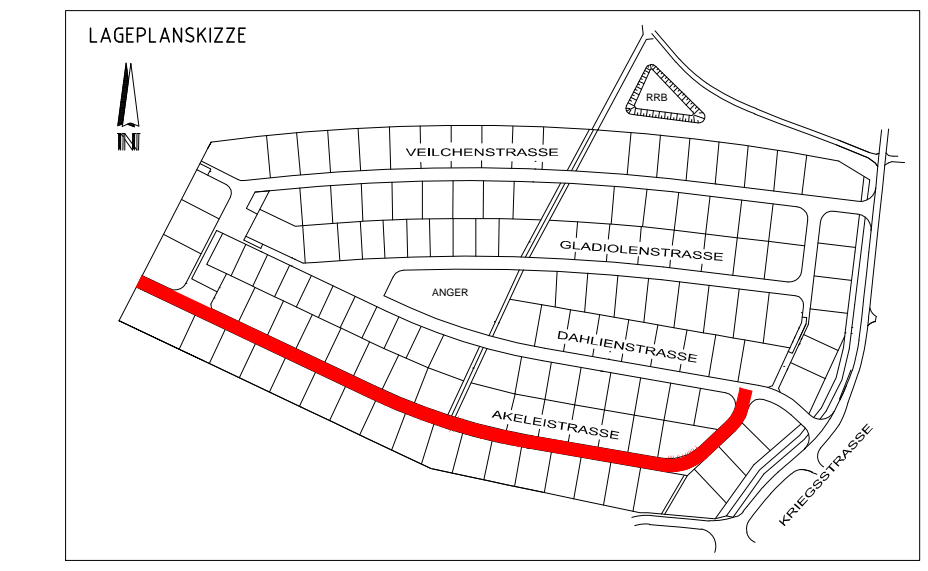 LAGEPLANSKIZZE
N
RRB
VEILCHENSTRASSE
GLADIOLENSTRASSE
ANGER
DAHLIENSTRASSE
AKELEISTRASSE
KRIEGSSTRASSE